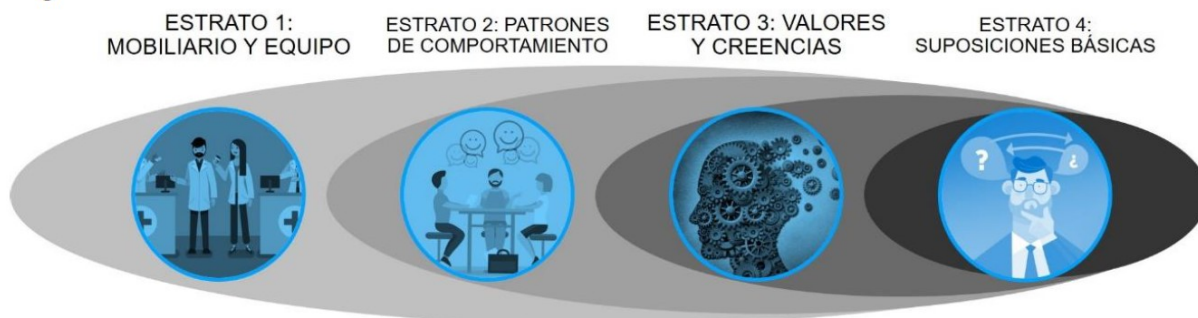 ESTRATO 1:
MOBILIARIO Y EQUIPO
ESTRATO 2: PATRONES
DE COMPORTAMIENTO
ESTRATO 3: VALORES
Y CREENCIAS
ESTRATO 4:
SUPOSICIONES BÁSICAS
?
¿